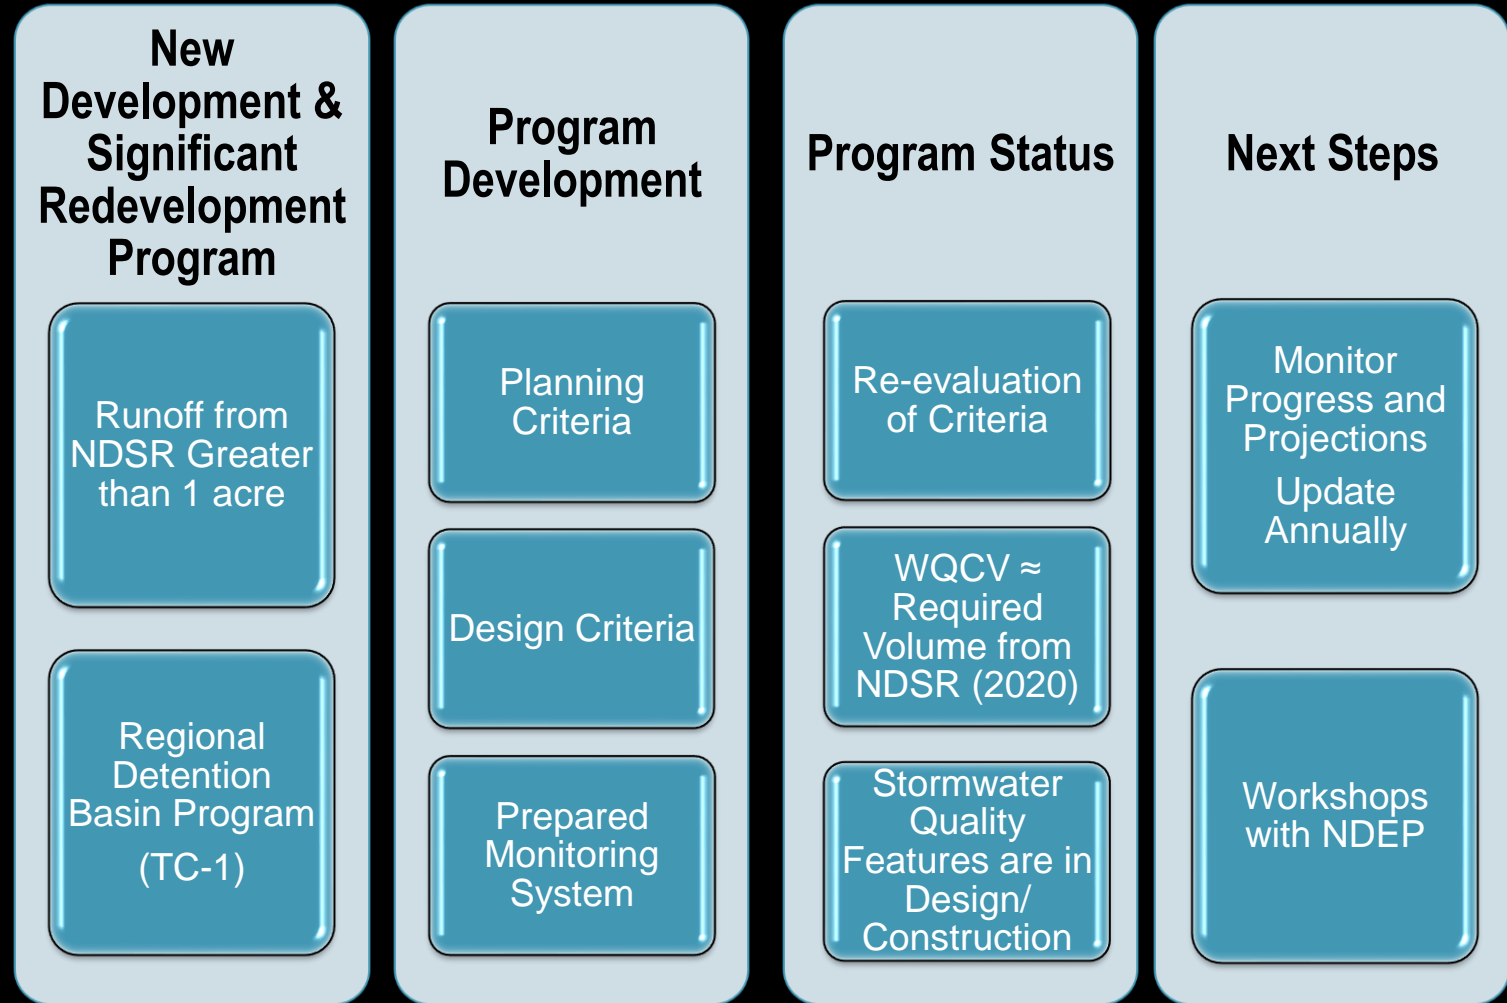 New
Development &
Significant
Redevelopment
Program
Runoff from
NDSR Greater
than 1 acre
Regional
Detention
Basin Program
(TC-1)
Program
Development
Planning
Criteria
Design Criteria
Prepared
Monitoring
System
Program Status
Re-evaluation
of Criteria
WQCV ≈
Required
Volume from
NDSR (2020)
Stormwater
Quality
Features are in
Design/
Construction
Next Steps
Monitor
Progress and
Projections
Update
Annually
Workshops
with NDEP